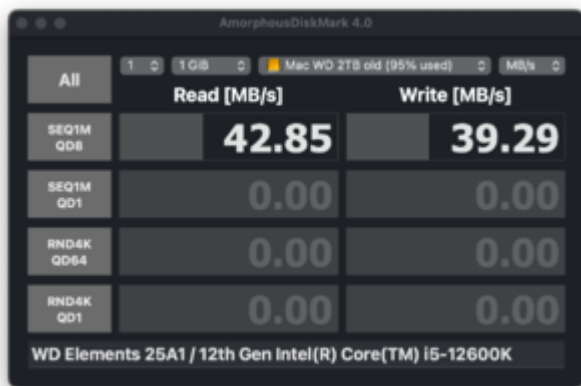 AmorphousDiskMark 4.0
All
1 1 GiB Mac WD 2TB old (95% used) MB/s
Read [MB/s] Write [MB/s]
SEQ1M QD8 42.85 39.29
SEQ1M QD1 0.00 0.00
RND4K QD64 0.00 0.00
RND4K QD1 0.00 0.00
WD Elements 25A1 / 12th Gen Intel(R) Core(TM) i5-12600K